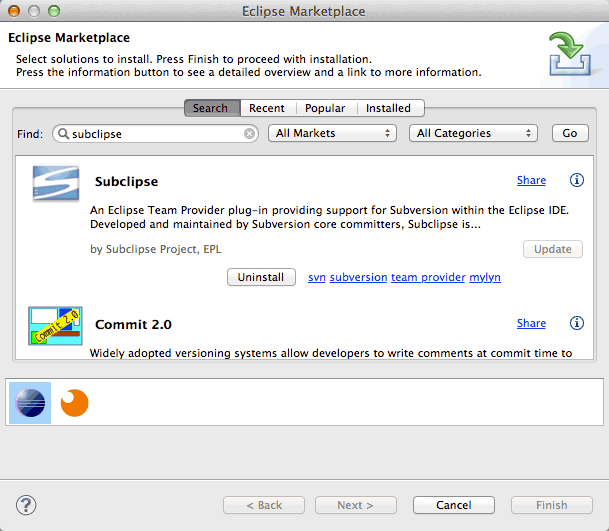 Eclipse Marketplace
Eclipse Marketplace
Select solutions to install. Press Finish to proceed with installation.
Press the information button to see a detailed overview and a link to more information.
Search Recent Popular Installed
Find: subclipse All Markets All Categories Go
Subclipse Share
An Eclipse Team Provider plug-in providing support for Subversion within the Eclipse IDE.
Developed and maintained by Subversion core committers, Subclipse is...
by Subclipse Project, EPL Update
Uninstall svn subversion team provider mylyn
Commit 2.0
Commit 2.0 Share
Widely adopted versioning systems allow developers to write comments at commit time to
? < Back Next > Cancel Finish